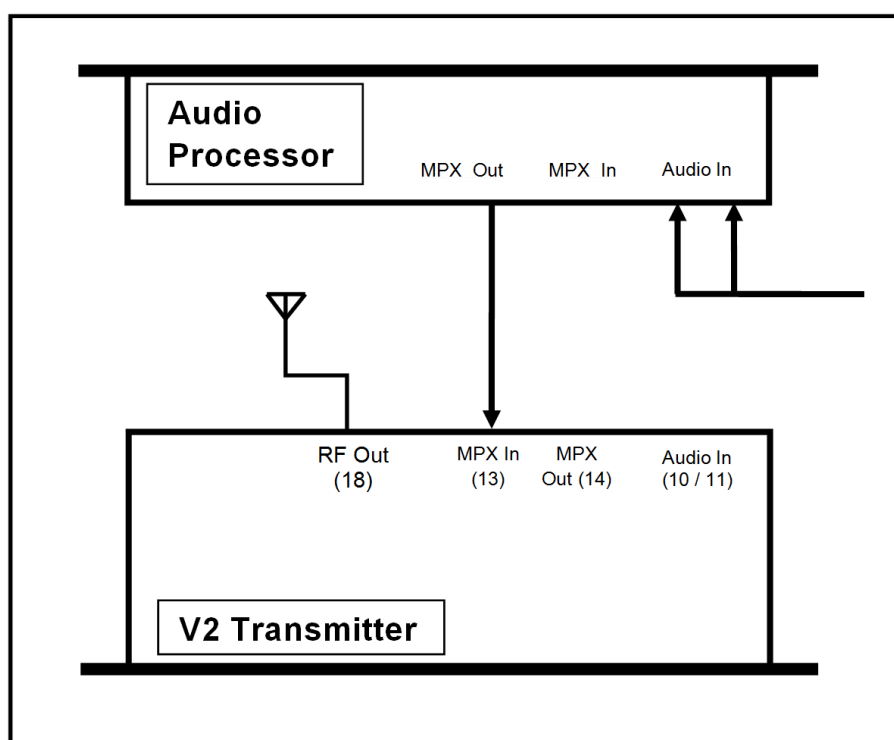 Audio
Processor
MPX Out
MPX In
Audio In
RF Out
(18)
MPX In
(13)
MPX
Out (14)
Audio In
(10 / 11)
V2 Transmitter